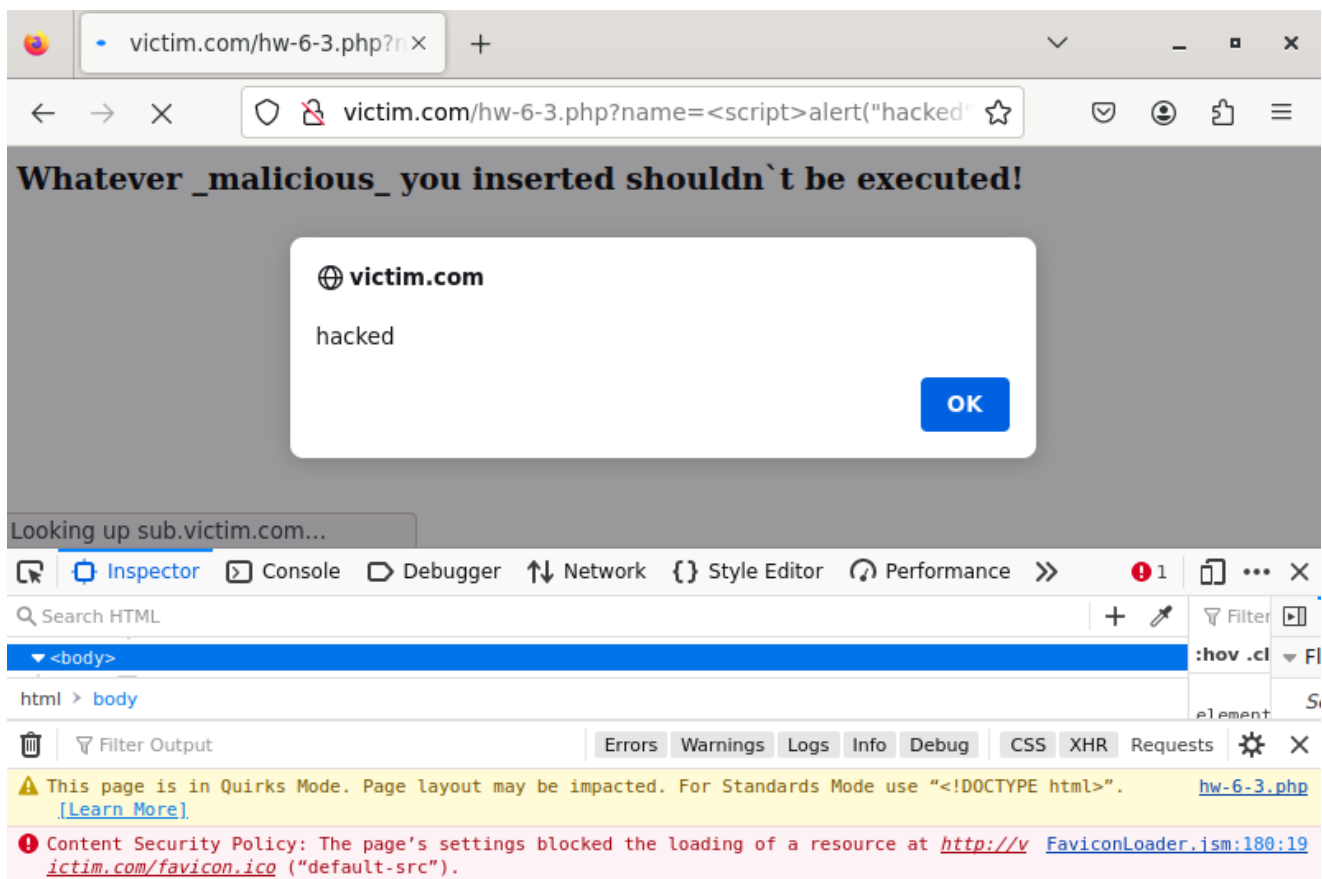 victim.com/hw-6-3.php?n
victim.com/hw-6-3.php?name=<script>alert("hacked"
Whatever _malicious_ you inserted shouldn`t be executed!
victim.com
hacked
OK
Looking up sub.victim.com...
Inspector Console Debugger Network {} Style Editor Performance 1
Search HTML Filter
<body> :hov .cl Fl
html > body
element
Filter Output Errors Warnings Logs Info Debug CSS XHR Requests
This page is in Quirks Mode. Page layout may be impacted. For Standards Mode use “<!DOCTYPE html>”. hw-6-3.php
[Learn More]
Content Security Policy: The page’s settings blocked the loading of a resource at http://v FaviconLoader.jsm:180:19
ictim.com/favicon.ico (“default-src”).